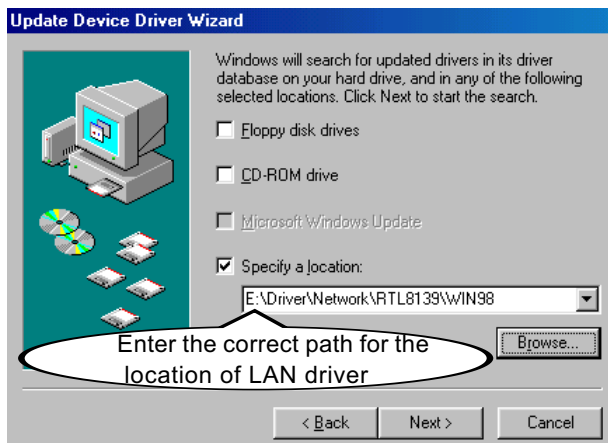 Update Device Driver Wizard
Windows will search for updated drivers in its driver
database on your hard drive, and in any of the following
selected locations. Click Next to start the search.
Floppy disk drives
CD-ROM drive
Microsoft Windows Update
Specify a location:
E:\Driver\Network\RTL8139\WIN98
Enter the correct path for the
location of LAN driver
Browse...
< Back
Next >
Cancel